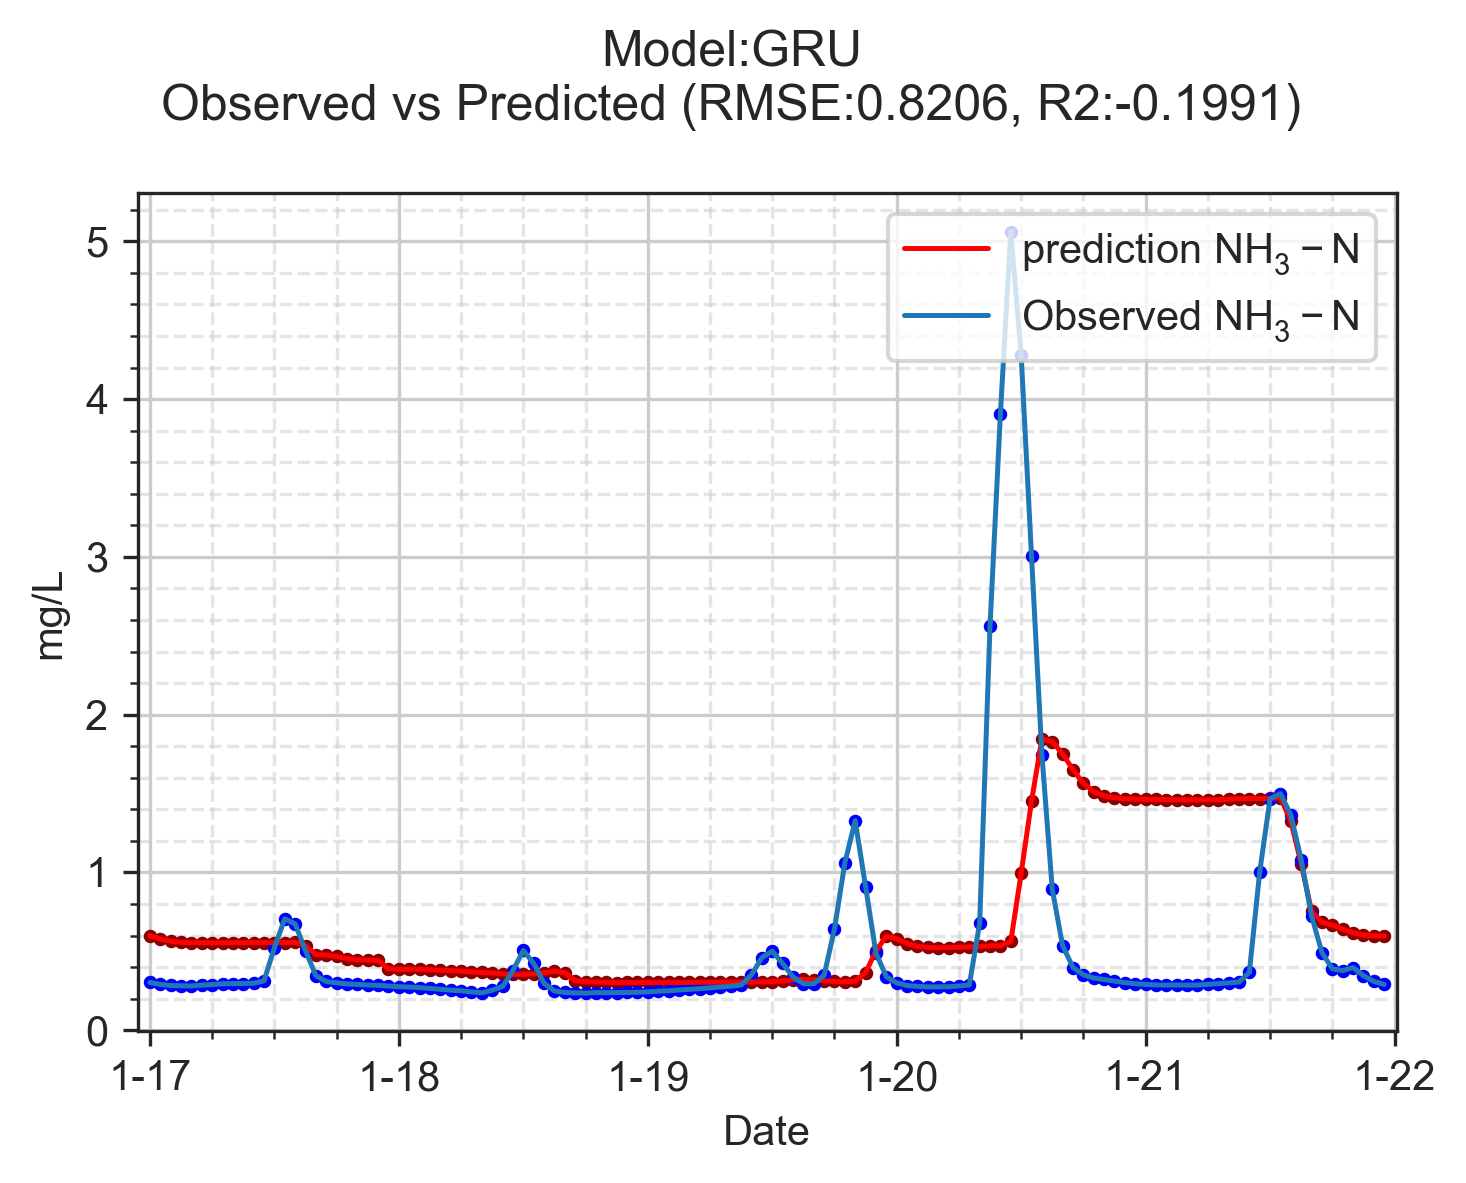 Model:GRU
Observed vs Predicted (RMSE:0.8206, R2:-0.1991)
prediction NH₃ − N
Observed NH₃ − N
5
4
3
2
1
0
mg/L
1-17 1-18 1-19 1-20 1-21 1-22
Date